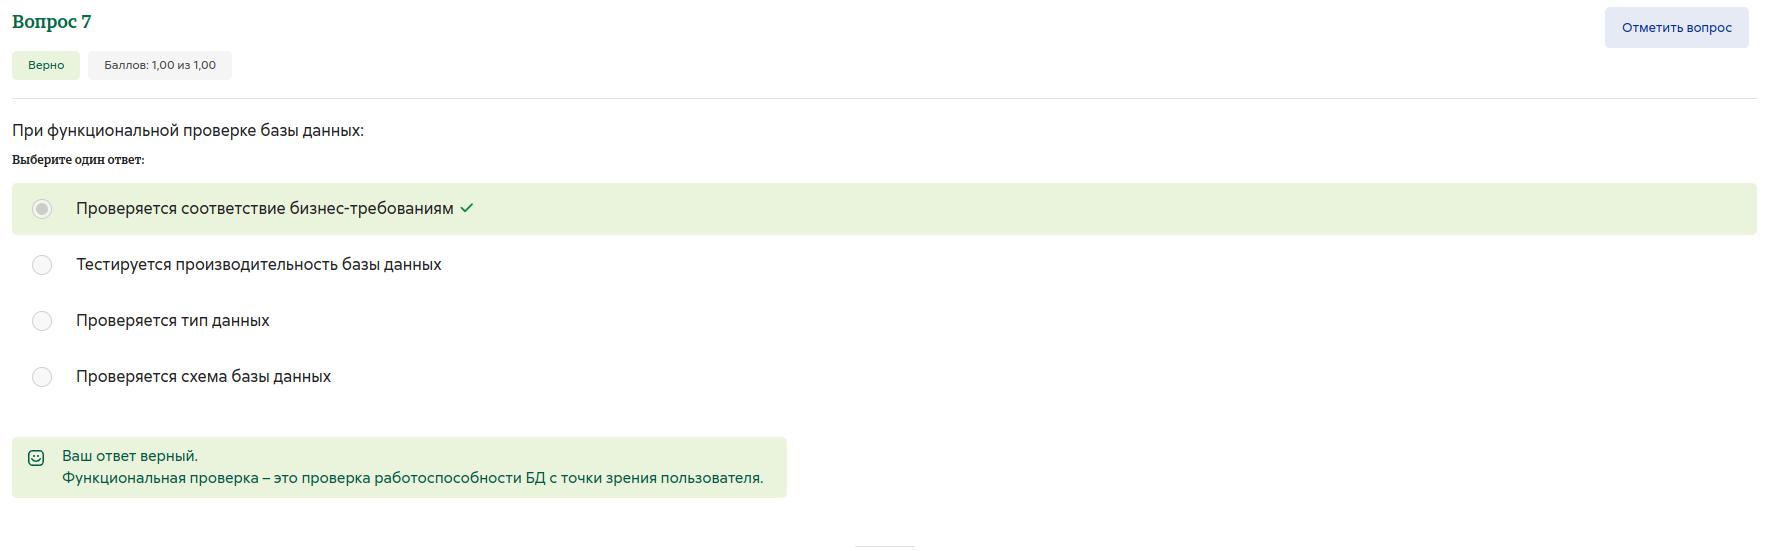 Вопрос 7
Отметить вопрос
Верно
Баллов: 1,00 из 1,00
При функциональной проверке базы данных:
Выберите один ответ:
Проверяется соответствие бизнес-требованиям
Тестируется производительность базы данных
Проверяется тип данных
Проверяется схема базы данных
Ваш ответ верный.
Функциональная проверка – это проверка работоспособности БД с точки зрения пользователя.